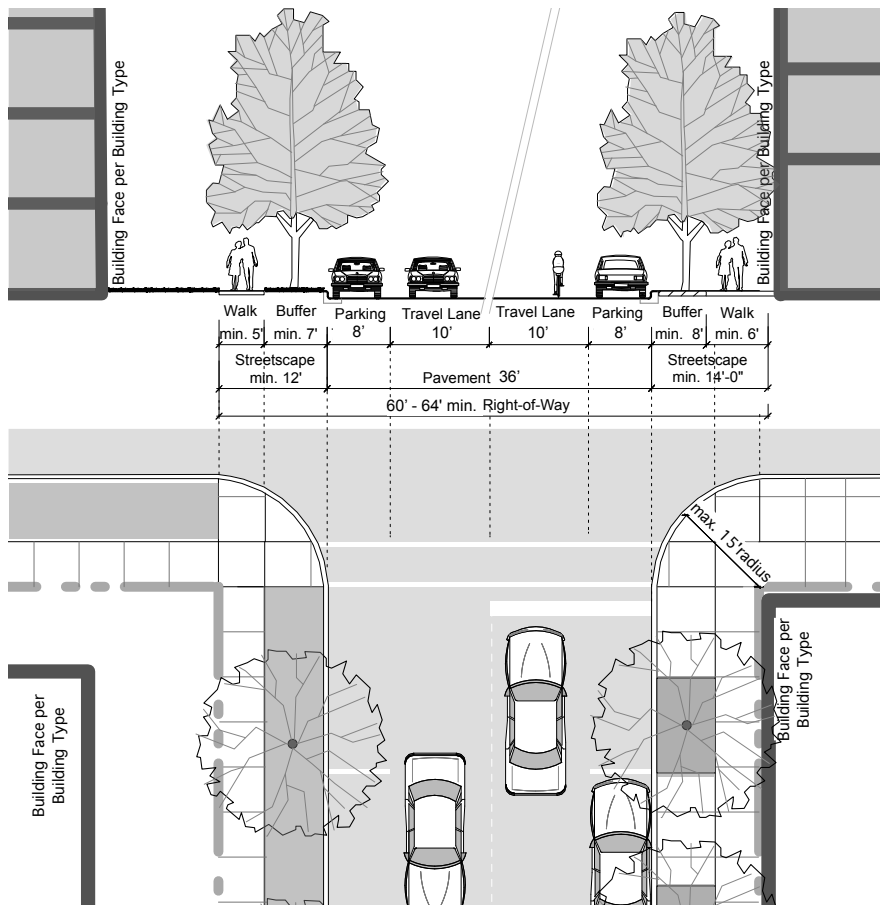 Building Face per Building Type
Building Face per Building Type
Walk
min. 5'
Buffer
min. 7'
Parking
8'
Travel Lane
10'
Travel Lane
10'
Parking
8'
Buffer
min. 8'
Walk
min. 6'
Streetscape
min. 12'
Pavement 36'
Streetscape
min. 14'-0"
60' - 64' min. Right-of-Way
max. 15' radius
Building Face per
Building Type
Building Face per
Building Type